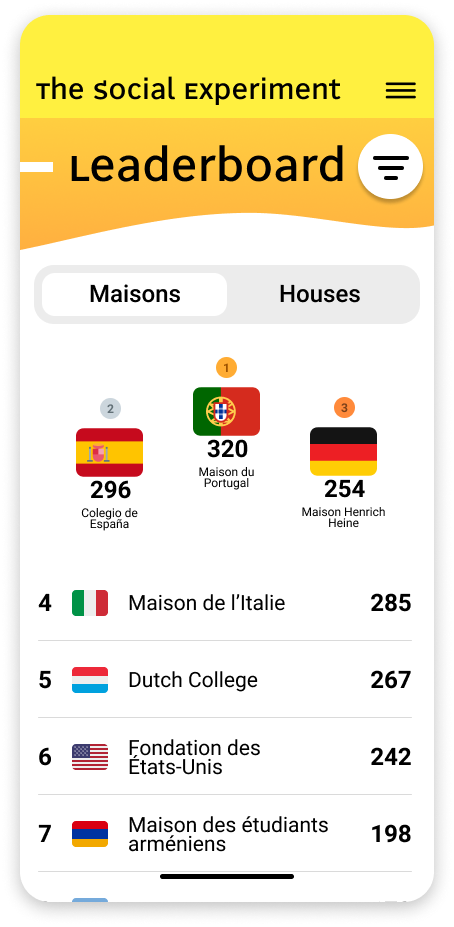 The Social Experiment
Leaderboard
Maisons Houses
1
2
3
320
Maison du
Portugal
296
Colegio de
España
254
Maison Henrich
Heine
4 Maison de l’Italie 285
5 Dutch College 267
6 Fondation des
États-Unis 242
7 Maison des étudiants
arméniens 198